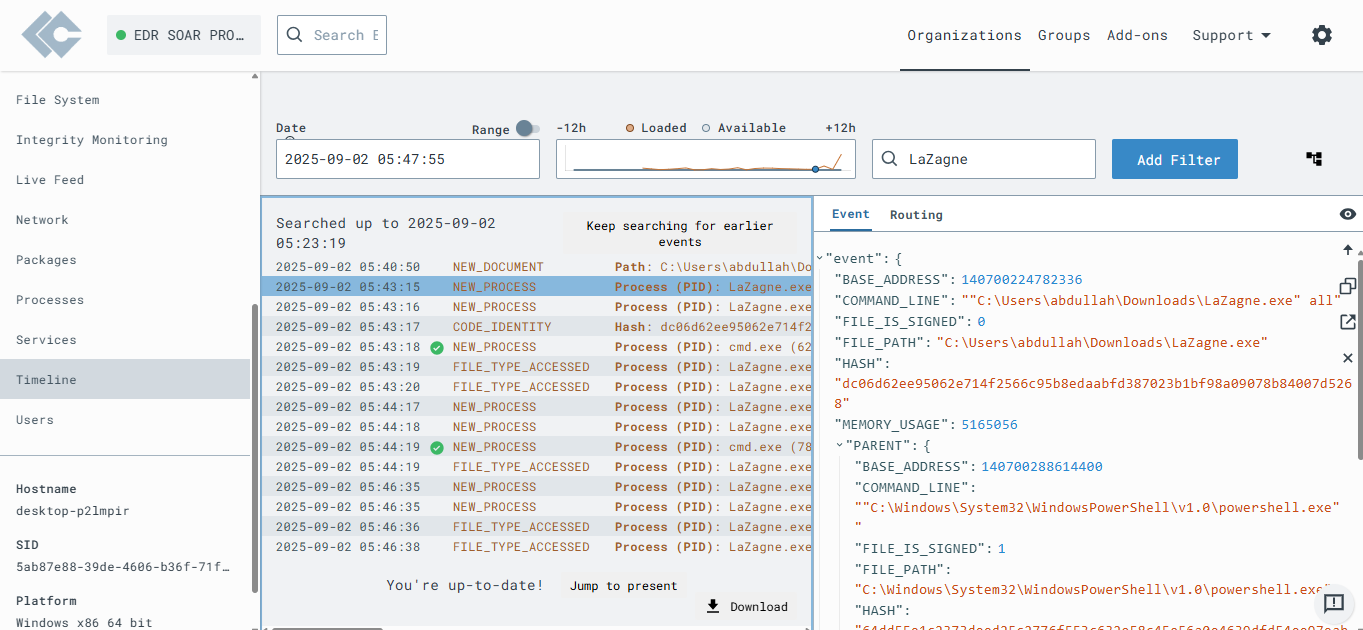 EDR SOAR PRO…
Search E
Organizations
Groups
Add-ons
Support
File System
Integrity Monitoring
Live Feed
Network
Packages
Processes
Services
Timeline
Users
Hostname
desktop-p2lmpir
SID
5ab87e88-39de-4606-b36f-71f…
Platform
Windows x86 64 bit
Date
Range
2025-09-02 05:47:55
-12h
Loaded
Available
+12h
LaZagne
Add Filter
Searched up to 2025-09-02
05:23:19
Keep searching for earlier
events
2025-09-02 05:40:50 NEW_DOCUMENT Path: C:\Users\abdullah\Do
2025-09-02 05:43:15 NEW_PROCESS Process (PID): LaZagne.exe
2025-09-02 05:43:16 NEW_PROCESS Process (PID): LaZagne.exe
2025-09-02 05:43:17 CODE_IDENTITY Hash: dc06d62ee95062e714f2
2025-09-02 05:43:18 NEW_PROCESS Process (PID): cmd.exe (62
2025-09-02 05:43:19 FILE_TYPE_ACCESSED Process (PID): LaZagne.exe
2025-09-02 05:43:20 FILE_TYPE_ACCESSED Process (PID): LaZagne.exe
2025-09-02 05:44:17 NEW_PROCESS Process (PID): LaZagne.exe
2025-09-02 05:44:18 NEW_PROCESS Process (PID): LaZagne.exe
2025-09-02 05:44:19 NEW_PROCESS Process (PID): cmd.exe (78
2025-09-02 05:44:19 FILE_TYPE_ACCESSED Process (PID): LaZagne.exe
2025-09-02 05:46:35 NEW_PROCESS Process (PID): LaZagne.exe
2025-09-02 05:46:35 NEW_PROCESS Process (PID): LaZagne.exe
2025-09-02 05:46:36 FILE_TYPE_ACCESSED Process (PID): LaZagne.exe
2025-09-02 05:46:38 FILE_TYPE_ACCESSED Process (PID): LaZagne.exe
You're up-to-date!
Jump to present
Download
Event
Routing
"event": {
"BASE_ADDRESS": 140700224782336
"COMMAND_LINE": ""C:\Users\abdullah\Downloads\LaZagne.exe" all"
"FILE_IS_SIGNED": 0
"FILE_PATH": "C:\Users\abdullah\Downloads\LaZagne.exe"
"HASH":
"dc06d62ee95062e714f2566c95b8edaabfd387023b1bf98a09078b84007d526
8"
"MEMORY_USAGE": 5165056
"PARENT": {
"BASE_ADDRESS": 140700288614400
"COMMAND_LINE":
""C:\Windows\System32\WindowsPowerShell\v1.0\powershell.exe"
"
"FILE_IS_SIGNED": 1
"FILE_PATH":
"C:\Windows\System32\WindowsPowerShell\v1.0\powershell.exe"
"HASH":